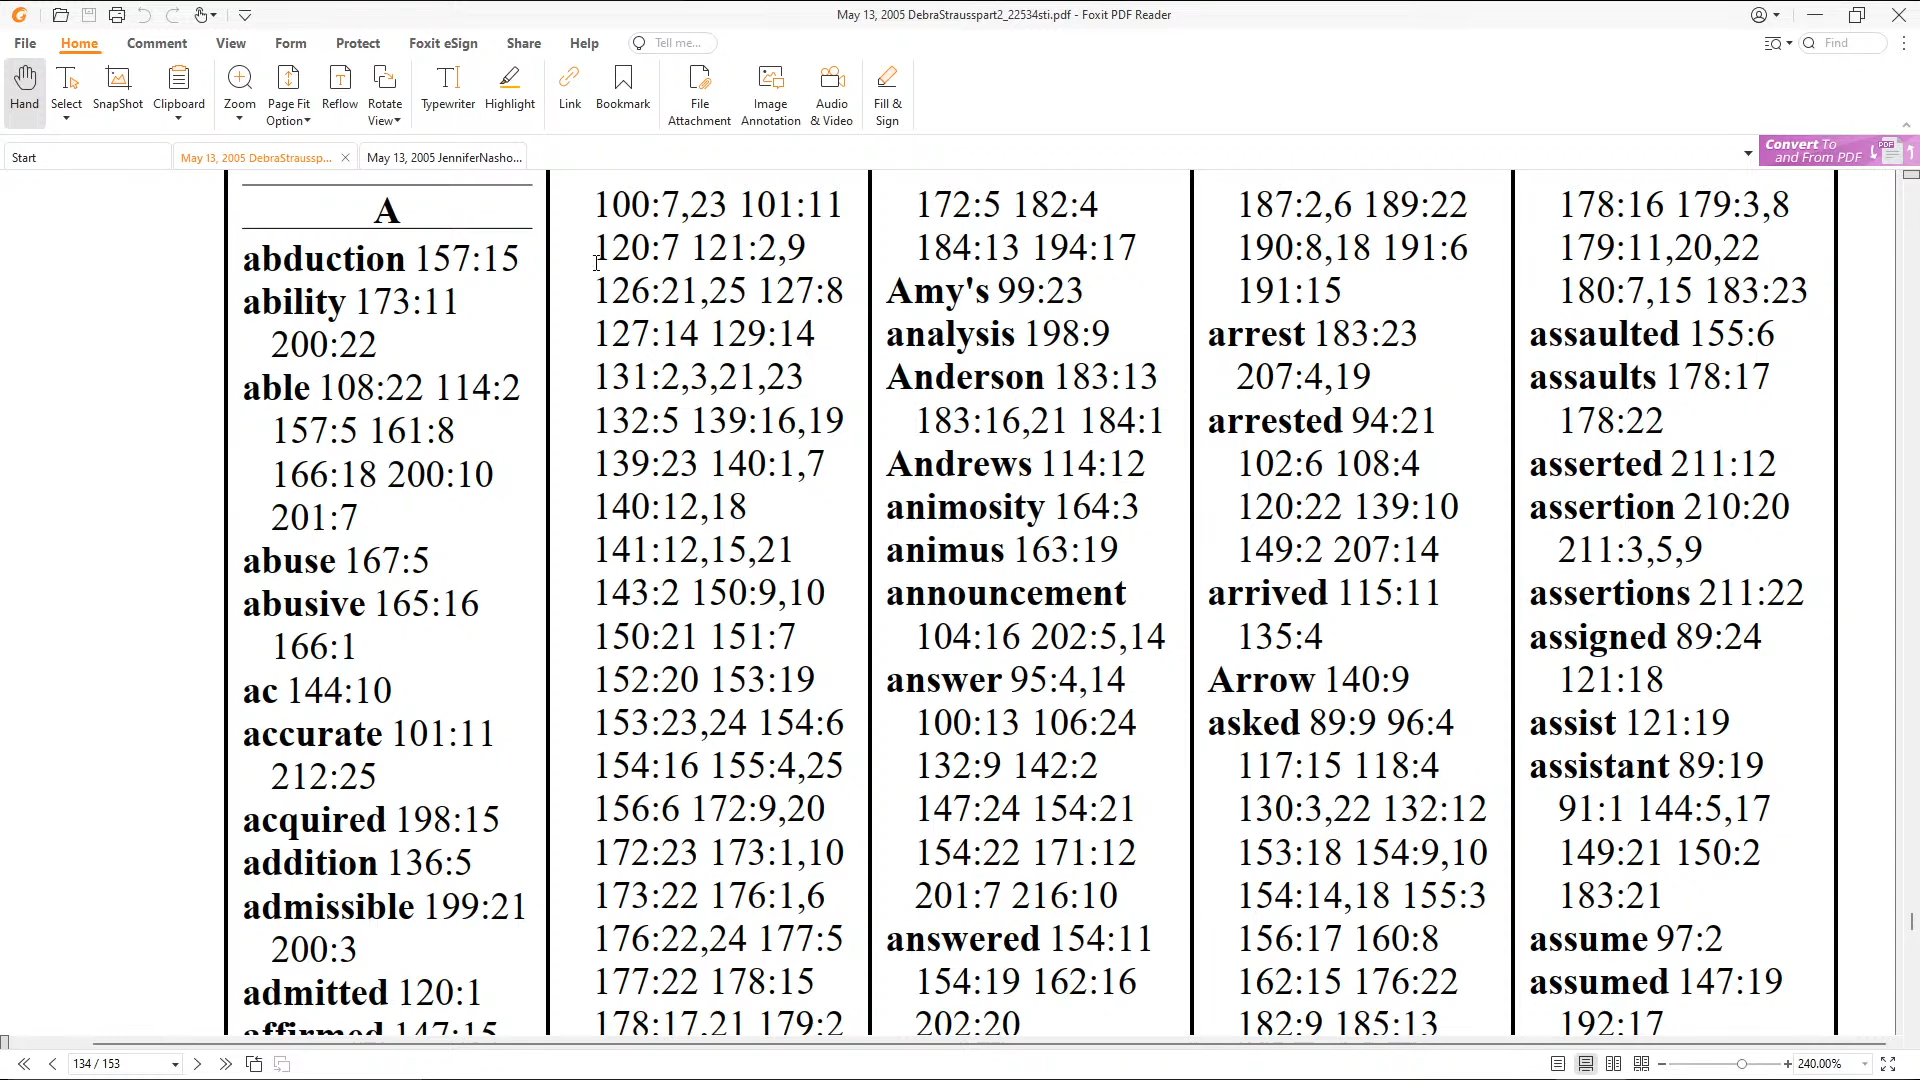 May 13, 2005 DebraStrausspart2_22534sti.pdf - Foxit PDF Reader
File Home Comment View Form Protect Foxit eSign Share Help Tell me... Find
Hand Select SnapShot Clipboard Zoom Page Fit Option Reflow Rotate View Typewriter Highlight Link Bookmark File Attachment Image Annotation Audio & Video Fill & Sign
Start May 13, 2005 DebraStraussp... May 13, 2005 JenniferNasho...
Convert To
and From PDF
PDF
A
abduction 157:15
ability 173:11
200:22
able 108:22 114:2
157:5 161:8
166:18 200:10
201:7
abuse 167:5
abusive 165:16
166:1
ac 144:10
accurate 101:11
212:25
acquired 198:15
addition 136:5
admissible 199:21
200:3
admitted 120:1
affirmed 147:15
100:7,23 101:11
120:7 121:2,9
126:21,25 127:8
127:14 129:14
131:2,3,21,23
132:5 139:16,19
139:23 140:1,7
140:12,18
141:12,15,21
143:2 150:9,10
150:21 151:7
152:20 153:19
153:23,24 154:6
154:16 155:4,25
156:6 172:9,20
172:23 173:1,10
173:22 176:1,6
176:22,24 177:5
177:22 178:15
178:17,21 179:2
172:5 182:4
184:13 194:17
Amy's 99:23
analysis 198:9
Anderson 183:13
183:16,21 184:1
Andrews 114:12
animosity 164:3
animus 163:19
announcement
104:16 202:5,14
answer 95:4,14
100:13 106:24
132:9 142:2
147:24 154:21
154:22 171:12
201:7 216:10
answered 154:11
154:19 162:16
202:20
187:2,6 189:22
190:8,18 191:6
191:15
arrest 183:23
207:4,19
arrested 94:21
102:6 108:4
120:22 139:10
149:2 207:14
arrived 115:11
135:4
Arrow 140:9
asked 89:9 96:4
117:15 118:4
130:3,22 132:12
153:18 154:9,10
154:14,18 155:3
156:17 160:8
162:15 176:22
182:9 185:13
178:16 179:3,8
179:11,20,22
180:7,15 183:23
assaulted 155:6
assaults 178:17
178:22
asserted 211:12
assertion 210:20
211:3,5,9
assertions 211:22
assigned 89:24
121:18
assist 121:19
assistant 89:19
91:1 144:5,17
149:21 150:2
183:21
assume 97:2
assumed 147:19
192:17
134 / 153
240.00%